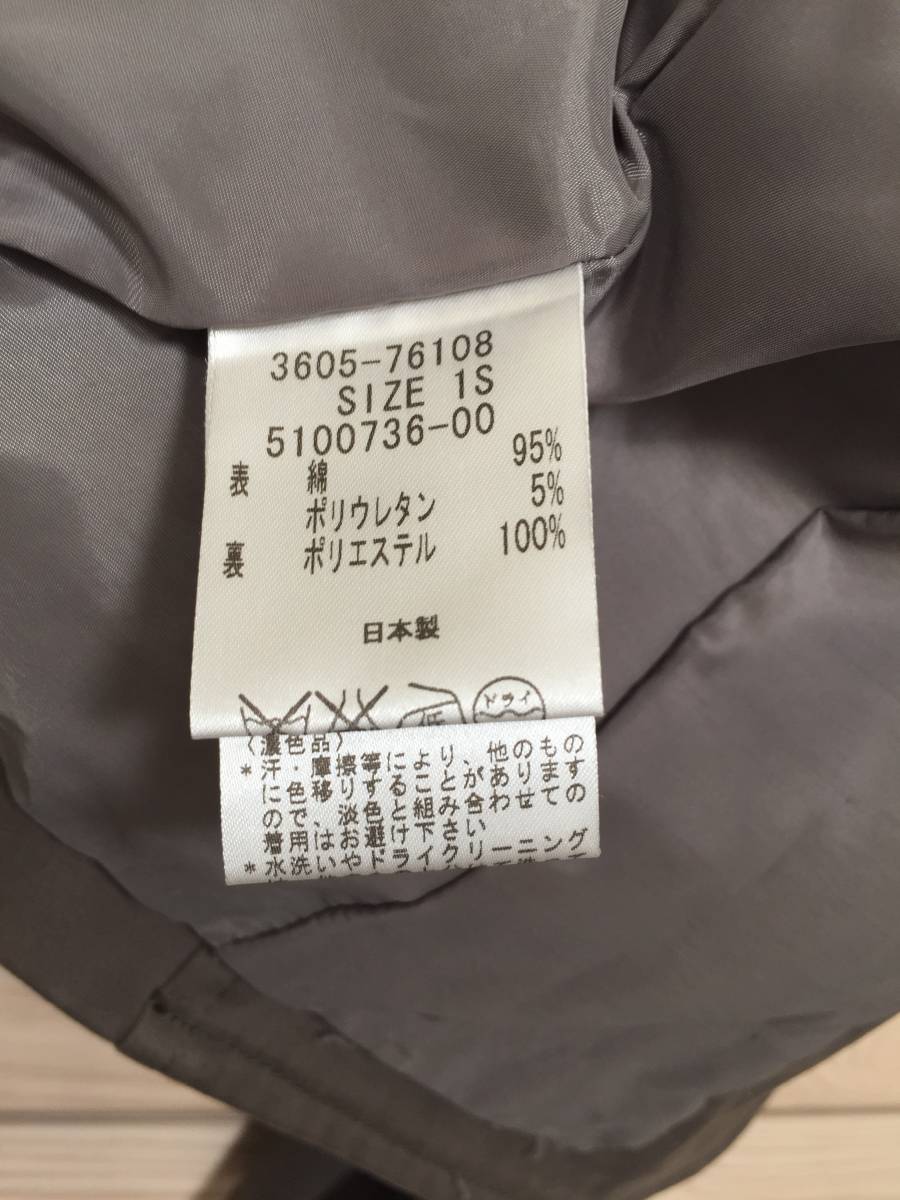 3605-76108
SIZE 1S
5100736-00
表 綿 95%
ポリウレタン 5%
裏 ポリエステル 100%
日本製
低 ドライ
〈濃色品〉
*汗・摩擦等により、他のもの
に色移りすることがありますの
で、淡色とけ組み合わせての
着用はお避け下さい
*水洗いやドライクリーニング